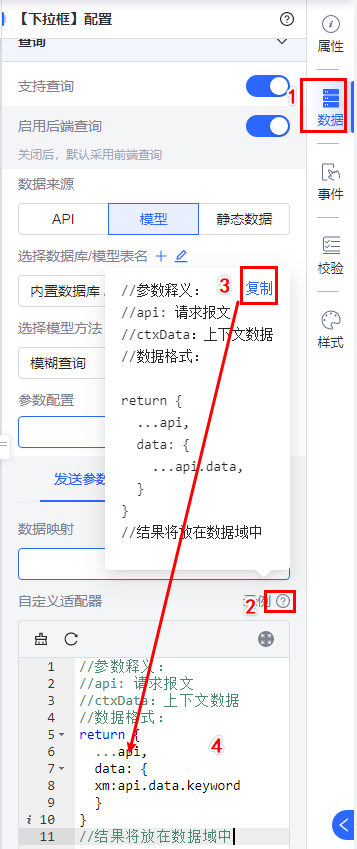 【下拉框】配置
查询
支持查询
启用后端查询
关闭后，默认采用前端查询
数据来源
API 模型 静态数据
选择数据库/模型表名
内置数据库 /
选择模型方法
模糊查询
参数配置
发送参数
数据映射
自定义适配器
示例
3
复制
//参数释义：
//api: 请求报文
//ctxData：上下文数据
//数据格式：
return {
...api,
data: {
...api.data,
}
}
//结果将放在数据域中
2
4
1 //参数释义：
2 //api: 请求报文
3 //ctxData: 上下文数据
4 //数据格式：
5 return {
6 ...api,
7 data: {
8 xm:api.data.keyword
9 }
i 10 }
11 //结果将放在数据域中
属性
1
数据
事件
校验
样式